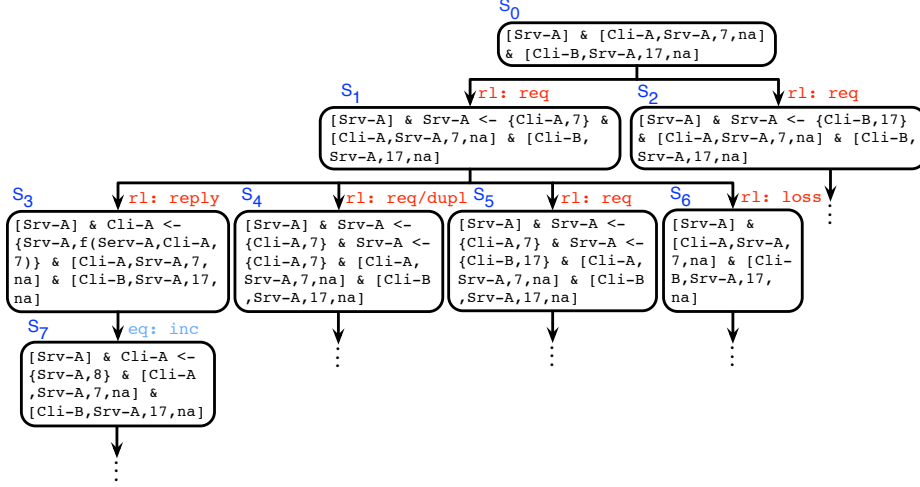 S0
[Srv-A] & [Cli-A,Srv-A,7,na]
& [Cli-B,Srv-A,17,na]
rl: req
rl: req
S1
[Srv-A] & Srv-A <- {Cli-A,7} &
[Cli-A,Srv-A,7,na] & [Cli-B,
Srv-A,17,na]
S2
[Srv-A] & Srv-A <- {Cli-B,17}
& [Cli-A,Srv-A,7,na] & [Cli-B,
Srv-A,17,na]
rl: reply
rl: req/dupl
rl: req
rl: loss
S3
[Srv-A] & Cli-A <-
{Srv-A,f(Serv-A,Cli-A,
7)} & [Cli-A,Srv-A,7,
na] & [Cli-B,Srv-A,17,
na]
S4
[Srv-A] & Srv-A <-
{Cli-A,7} & Srv-A <-
{Cli-A,7} & [Cli-A,
Srv-A,7,na] & [Cli-B
,Srv-A,17,na]
S5
[Srv-A] & Srv-A <-
{Cli-A,7} & Srv-A <-
{Cli-B,17} & [Cli-A,
Srv-A,7,na] & [Cli-B
,Srv-A,17,na]
S6
[Srv-A] &
[Cli-A,Srv-A,
7,na] & [Cli-
B,Srv-A,17,
na]
eq: inc
S7
[Srv-A] & Cli-A <-
{Srv-A,8} & [Cli-A
,Srv-A,7,na] &
[Cli-B,Srv-A,17,na]